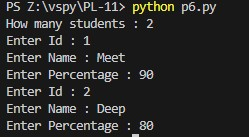 PS Z:\vspy\PL-11> python p6.py
How many students : 2
Enter Id : 1
Enter Name : Meet
Enter Percentage : 90
Enter Id : 2
Enter Name : Deep
Enter Percentage : 80